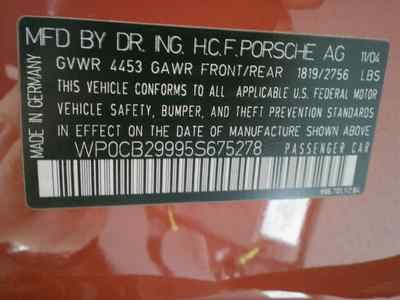 MFD BY DR. ING. H.C.F. PORSCHE AG 11/04
GVWR 4453 GAWR FRONT/REAR 1819/2756 LBS
THIS VEHICLE CONFORMS TO ALL APPLICABLE U.S. FEDERAL MOTOR
VEHICLE SAFETY, BUMPER, AND THEFT PREVENTION STANDARDS IN
EFFECT ON THE DATE OF MANUFACTURE SHOWN ABOVE.
WP0CB29995S675278 PASSENGER CAR
MADE IN GERMANY